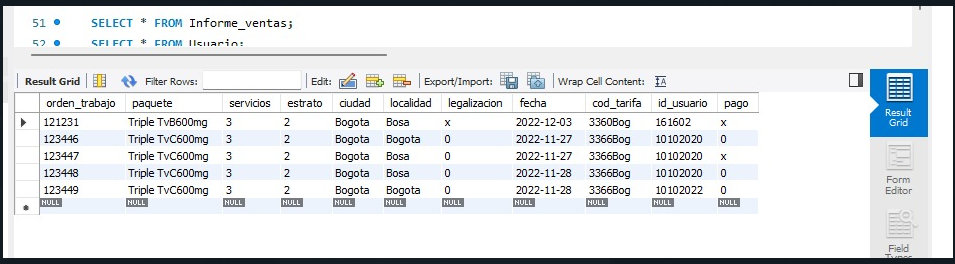 51 SELECT * FROM Informe_ventas;
52 SELECT * FROM Usuario;
Result Grid Filter Rows: Edit: Export/Import: Wrap Cell Content: IA
orden_trabajo paquete servicios estrato ciudad localidad legalizacion fecha cod_tarifa id_usuario pago
121231 Triple TvB600mg 3 2 Bogota Bosa x 2022-12-03 3360Bog 161602 x
123446 Triple TvC600mg 3 2 Bogota Bogota 0 2022-11-27 3366Bog 10102020 0
123447 Triple TvC600mg 3 2 Bogota Bosa 0 2022-11-27 3366Bog 10102020 x
123448 Triple TvC600mg 3 2 Bogota Bosa 0 2022-11-28 3366Bog 10102020 0
123449 Triple TvC600mg 3 2 Bogota Bogota 0 2022-11-28 3366Bog 10102022 0
NULL NULL NULL NULL NULL NULL NULL NULL NULL NULL NULL
Result
Grid
Form
Editor
Field
Types